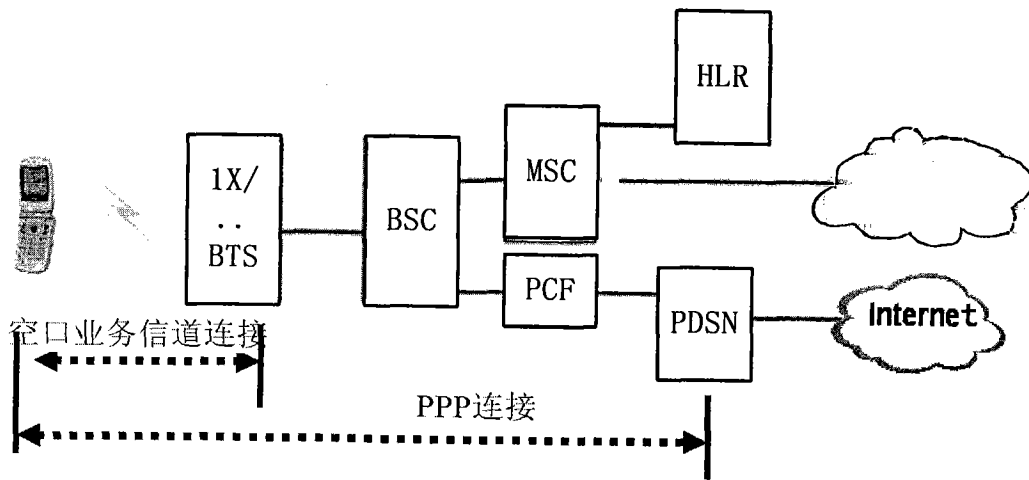 HLR
MSC
1X/
..
BTS
BSC
PCF
PDSN
Internet
空口业务信道连接
PPP连接